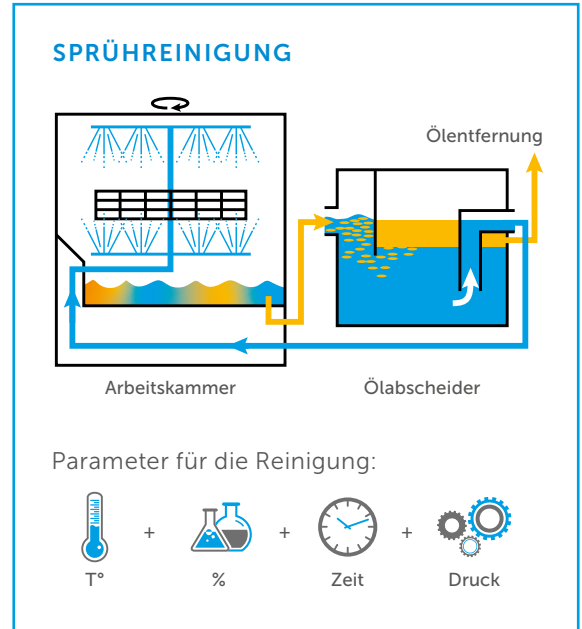 SPRÜHREINIGUNG
Ölentfernung
Arbeitskammer
Ölabscheider
Parameter für die Reinigung:
+ + +
T° % Zeit Druck